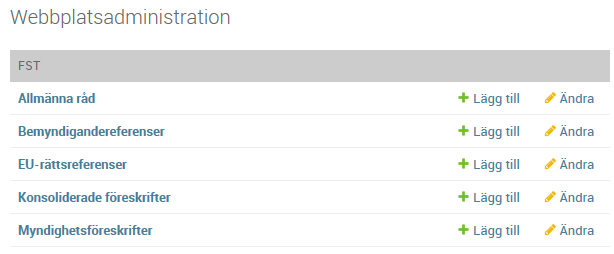 Webbplatsadministration
FST
Allmänna råd Lägg till Ändra
Bemyndigandereferenser Lägg till Ändra
EU-rättsreferenser Lägg till Ändra
Konsoliderade föreskrifter Lägg till Ändra
Myndighetsföreskrifter Lägg till Ändra